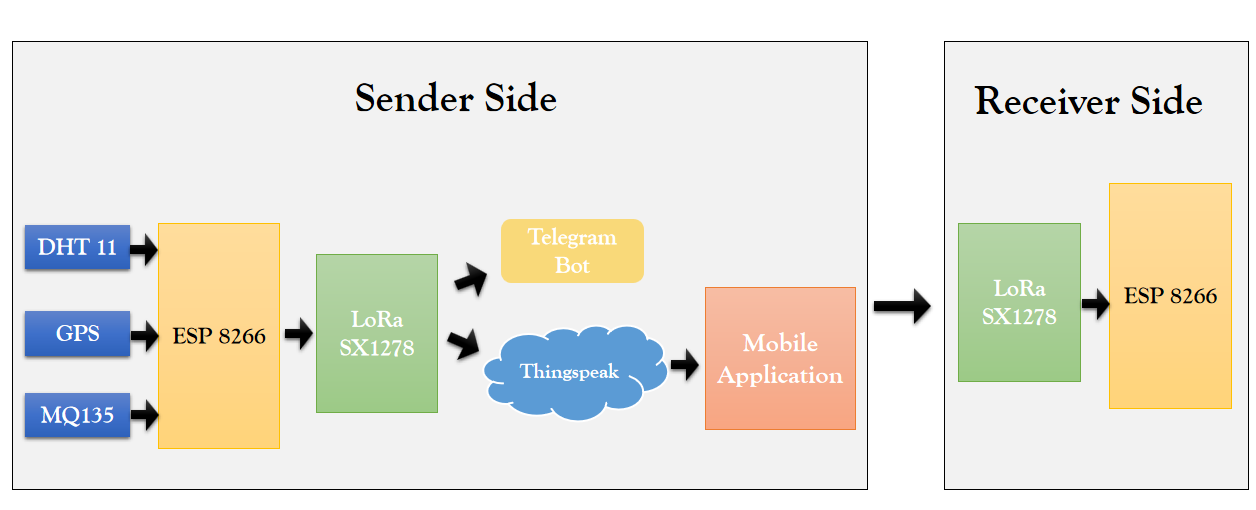 Sender Side
Receiver Side
DHT 11
GPS
MQ135
ESP 8266
LoRa
SX1278
Telegram
Bot
Thingspeak
Mobile
Application
LoRa
SX1278
ESP 8266